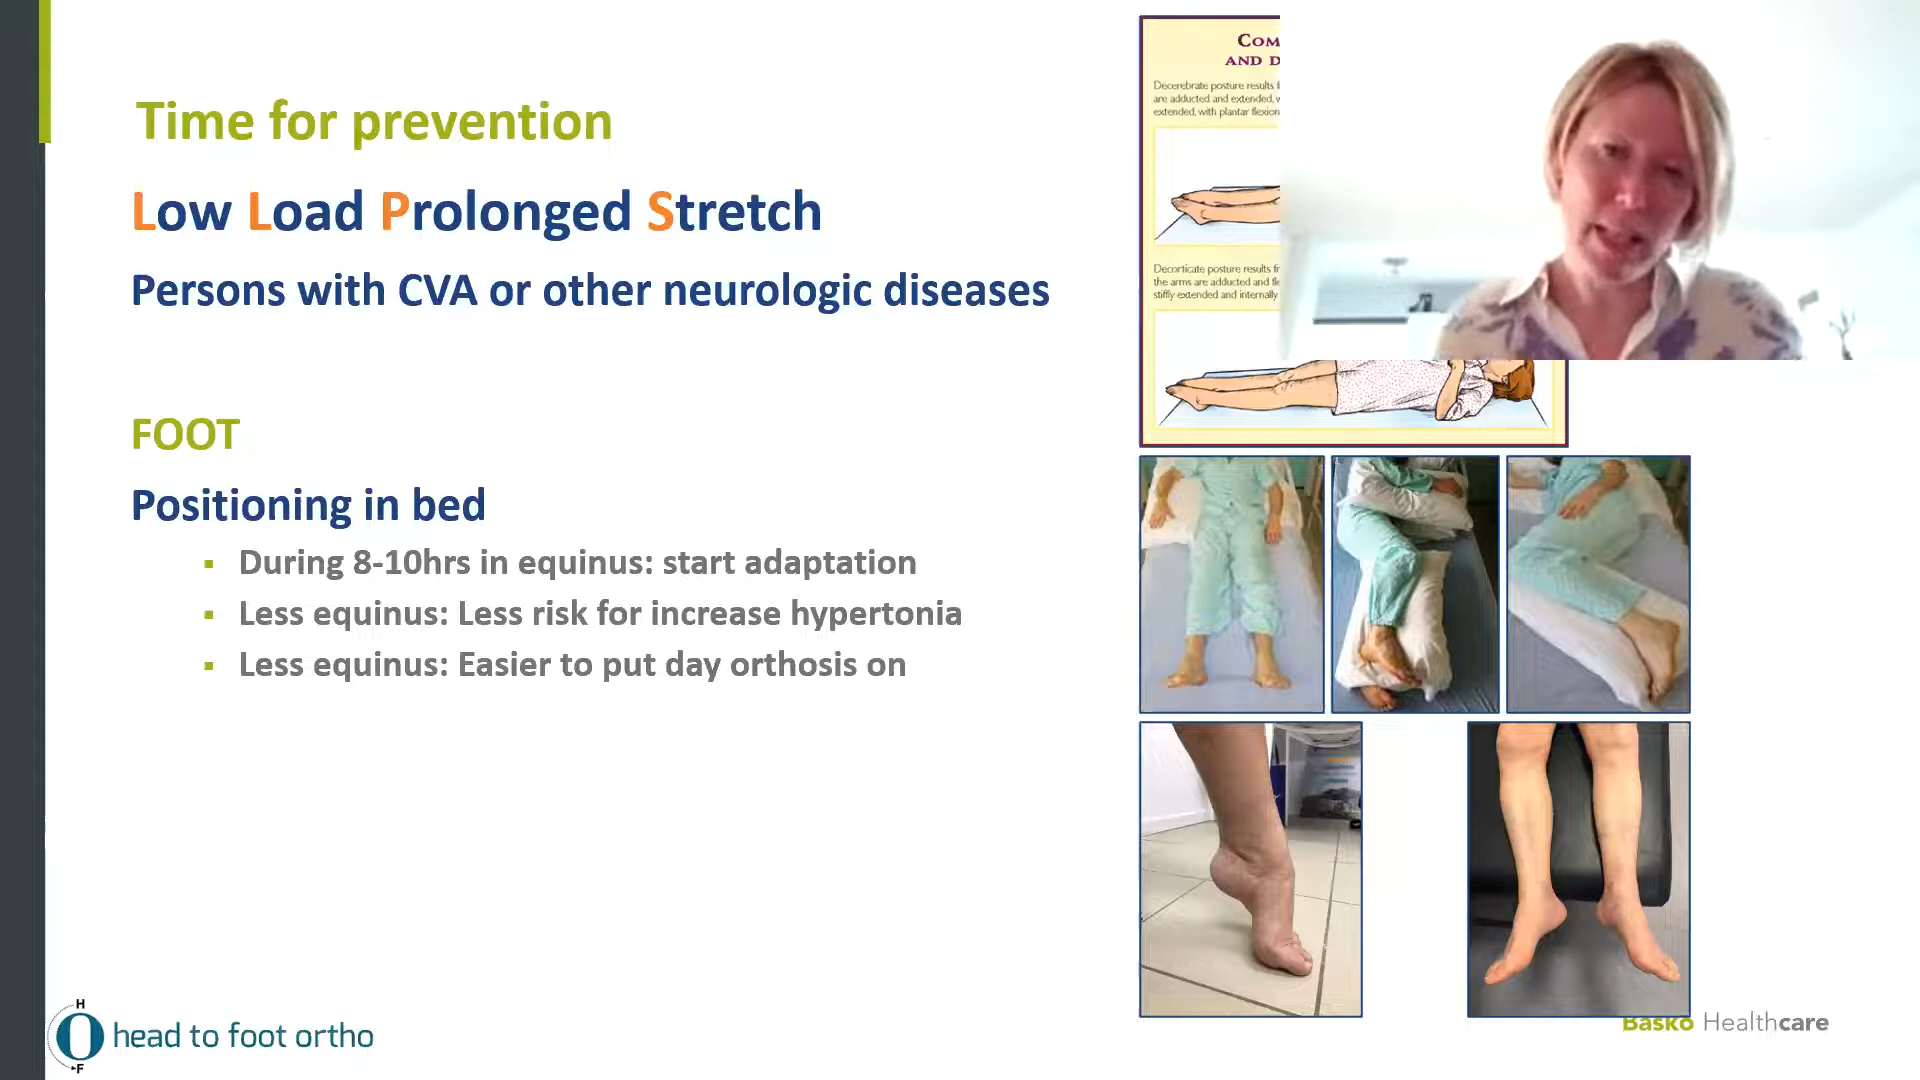 Time for prevention
Low Load Prolonged Stretch
Persons with CVA or other neurologic diseases
FOOT
Positioning in bed
During 8-10hrs in equinus: start adaptation
Less equinus: Less risk for increase hypertonia
Less equinus: Easier to put day orthosis on
COM
AND D
Decerebrate posture results
are adducted and extended,
extended, with plantar flexion
Decorticate posture results
the arms are adducted and
stiffly extended and internally
H
head to foot ortho
F
Basko Healthcare